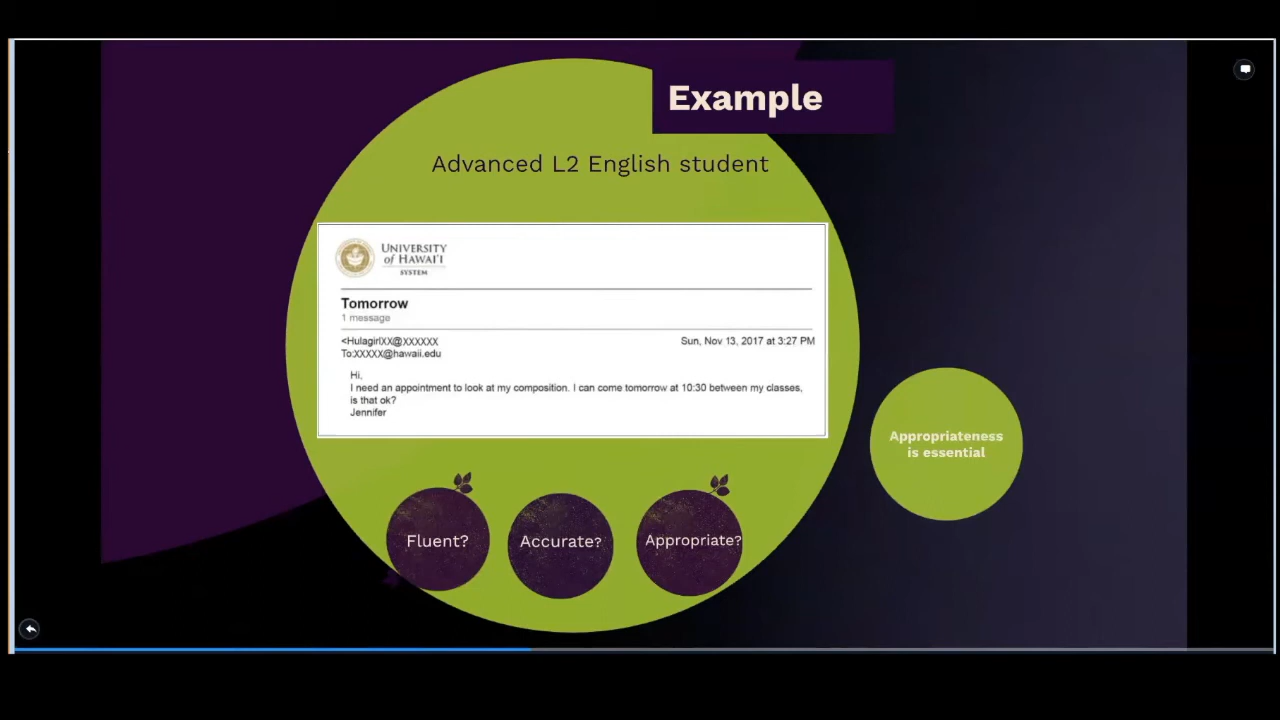 Example
Advanced L2 English student
UNIVERSITY
of HAWAI'I
SYSTEM
Tomorrow
1 message
<HulagirlXX@XXXXXX
Sun, Nov 13, 2017 at 3:27 PM
To:XXXXX@hawaii.edu
Hi,
I need an appointment to look at my composition. I can come tomorrow at 10:30 between my classes,
is that ok?
Jennifer
Appropriateness
is essential
Fluent?
Accurate?
Appropriate?